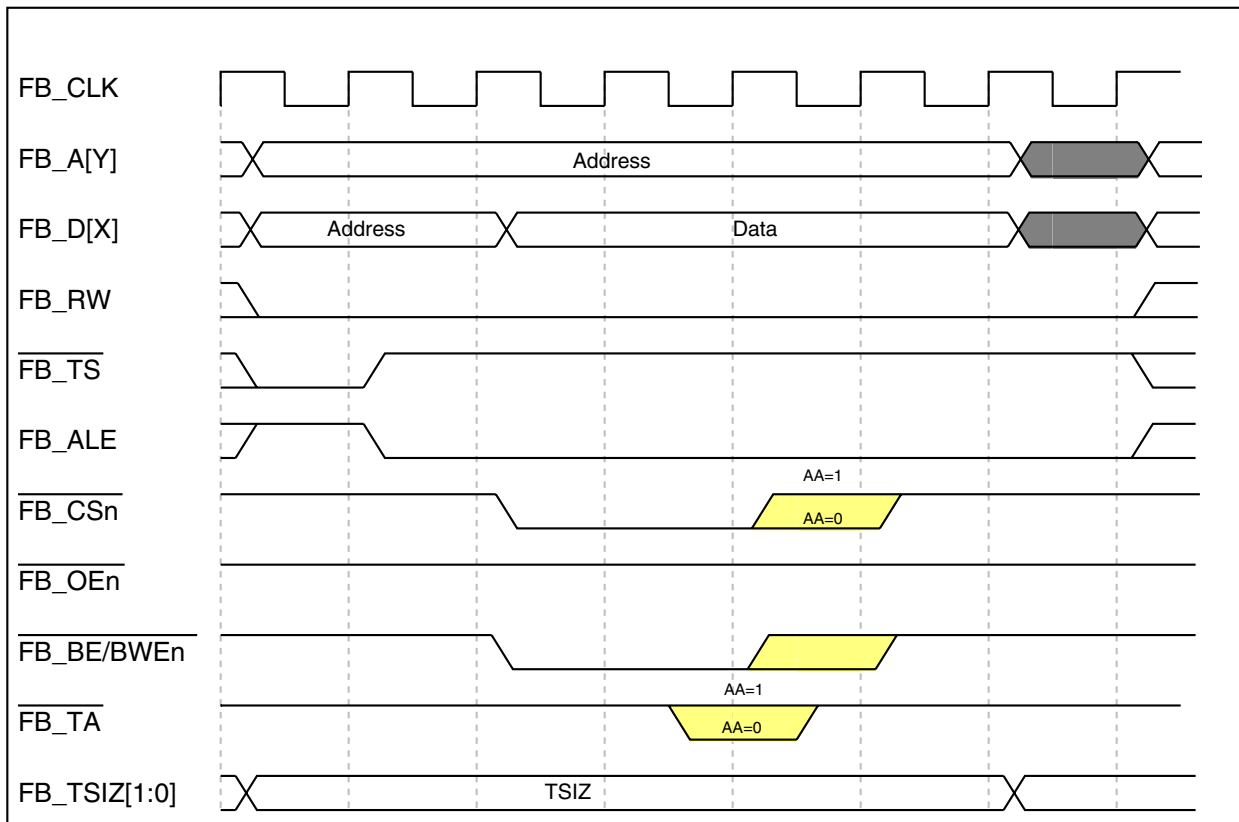 FB_CLK
FB_A[Y]
Address
FB_D[X]
Address Data
FB_RW
FB_TS
FB_ALE
AA=1
FB_CSn
AA=0
FB_OEn
FB_BE/BWEn
AA=1
FB_TA
AA=0
FB_TSIZ[1:0]
TSIZ